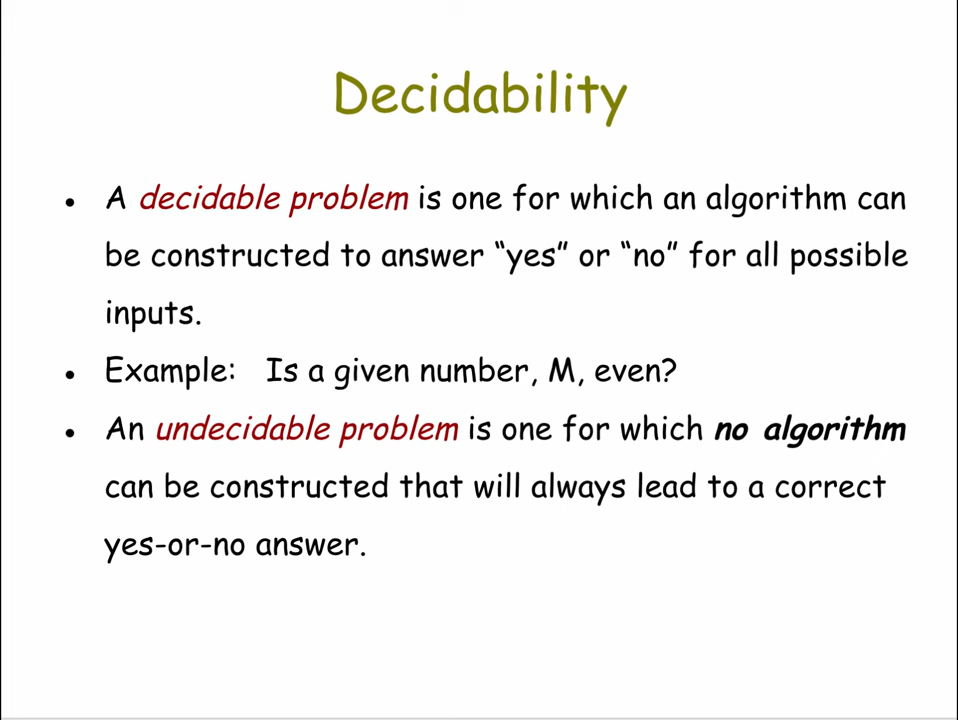 Decidability
• A decidable problem is one for which an algorithm can
be constructed to answer “yes” or “no” for all possible
inputs.
• Example: Is a given number, M, even?
• An undecidable problem is one for which no algorithm
can be constructed that will always lead to a correct
yes-or-no answer.